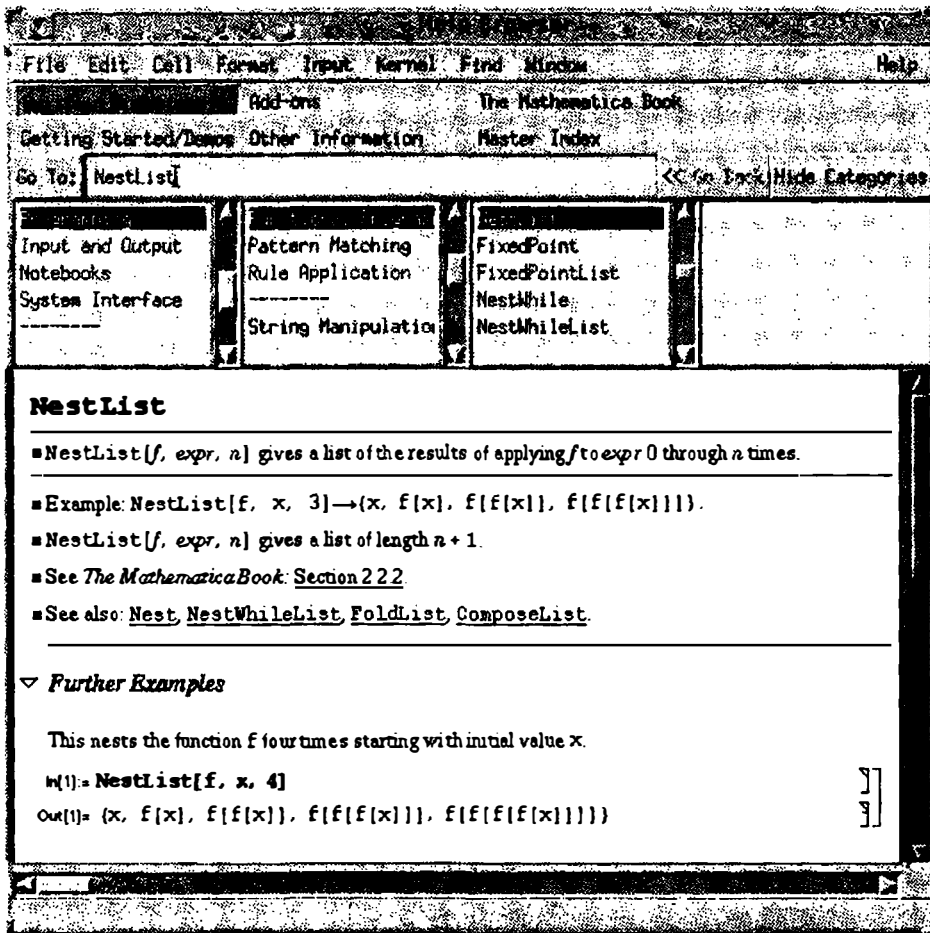 Help Browser
File Edit Cell Format Input Kernel Find Window Help
Add-ons The Mathematica Book
Getting Started/Demos Other Information Master Index
Go To: NestList << Go Back Hide Categories
Input and Output Pattern Matching FixedPoint
Notebooks Rule Application FixedPointList
System Interface -------- NestWhile
-------- String Manipulatio NestWhileList
NestList
■NestList[f, expr, n] gives a list of the results of applying f to expr 0 through n times.
■Example: NestList[f, x, 3]→{x, f[x], f[f[x]], f[f[f[x]]]}.
■NestList[f, expr, n] gives a list of length n + 1.
■See The Mathematica Book: Section 2 2 2
■See also: Nest, NestWhileList, FoldList, ComposeList.
▽ Further Examples
This nests the function f four times starting with initial value x.
In[1]:= NestList[f, x, 4]
Out[1]= {x, f[x], f[f[x]], f[f[f[x]]], f[f[f[f[x]]]]}